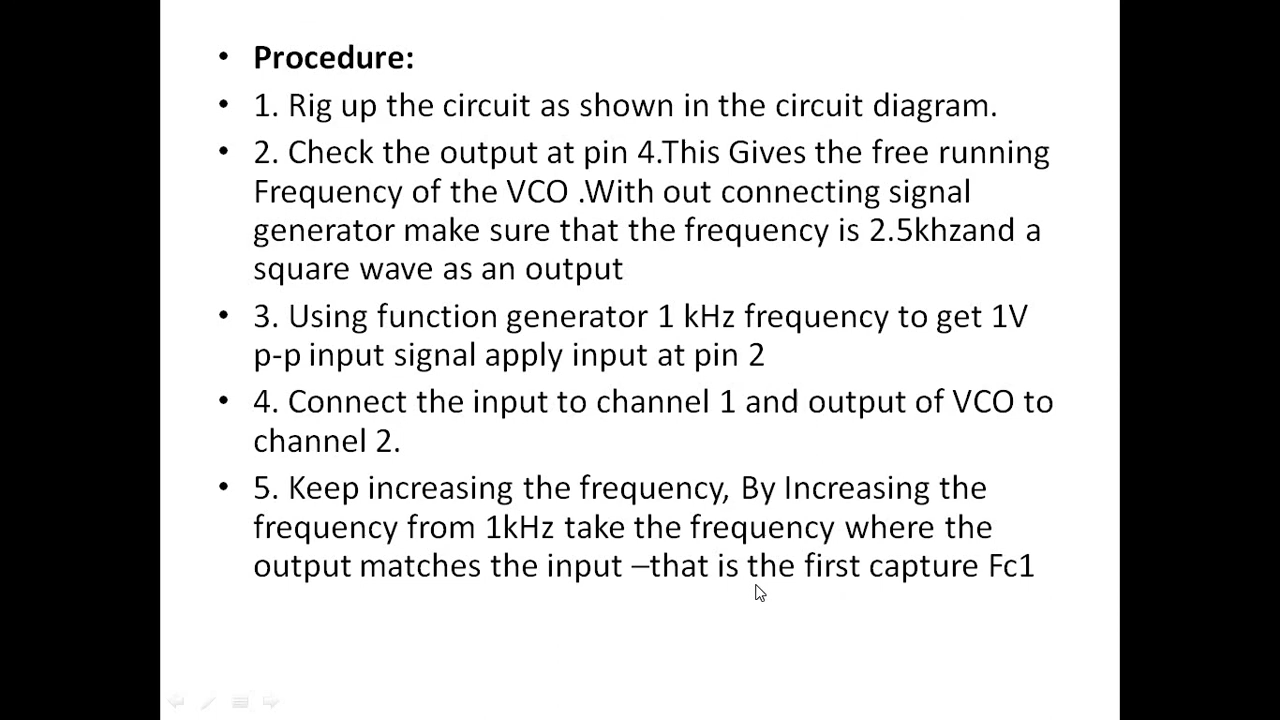 • Procedure:
• 1. Rig up the circuit as shown in the circuit diagram.
• 2. Check the output at pin 4.This Gives the free running
Frequency of the VCO .With out connecting signal
generator make sure that the frequency is 2.5khzand a
square wave as an output
• 3. Using function generator 1 kHz frequency to get 1V
p-p input signal apply input at pin 2
• 4. Connect the input to channel 1 and output of VCO to
channel 2.
• 5. Keep increasing the frequency, By Increasing the
frequency from 1kHz take the frequency where the
output matches the input –that is the first capture Fc1